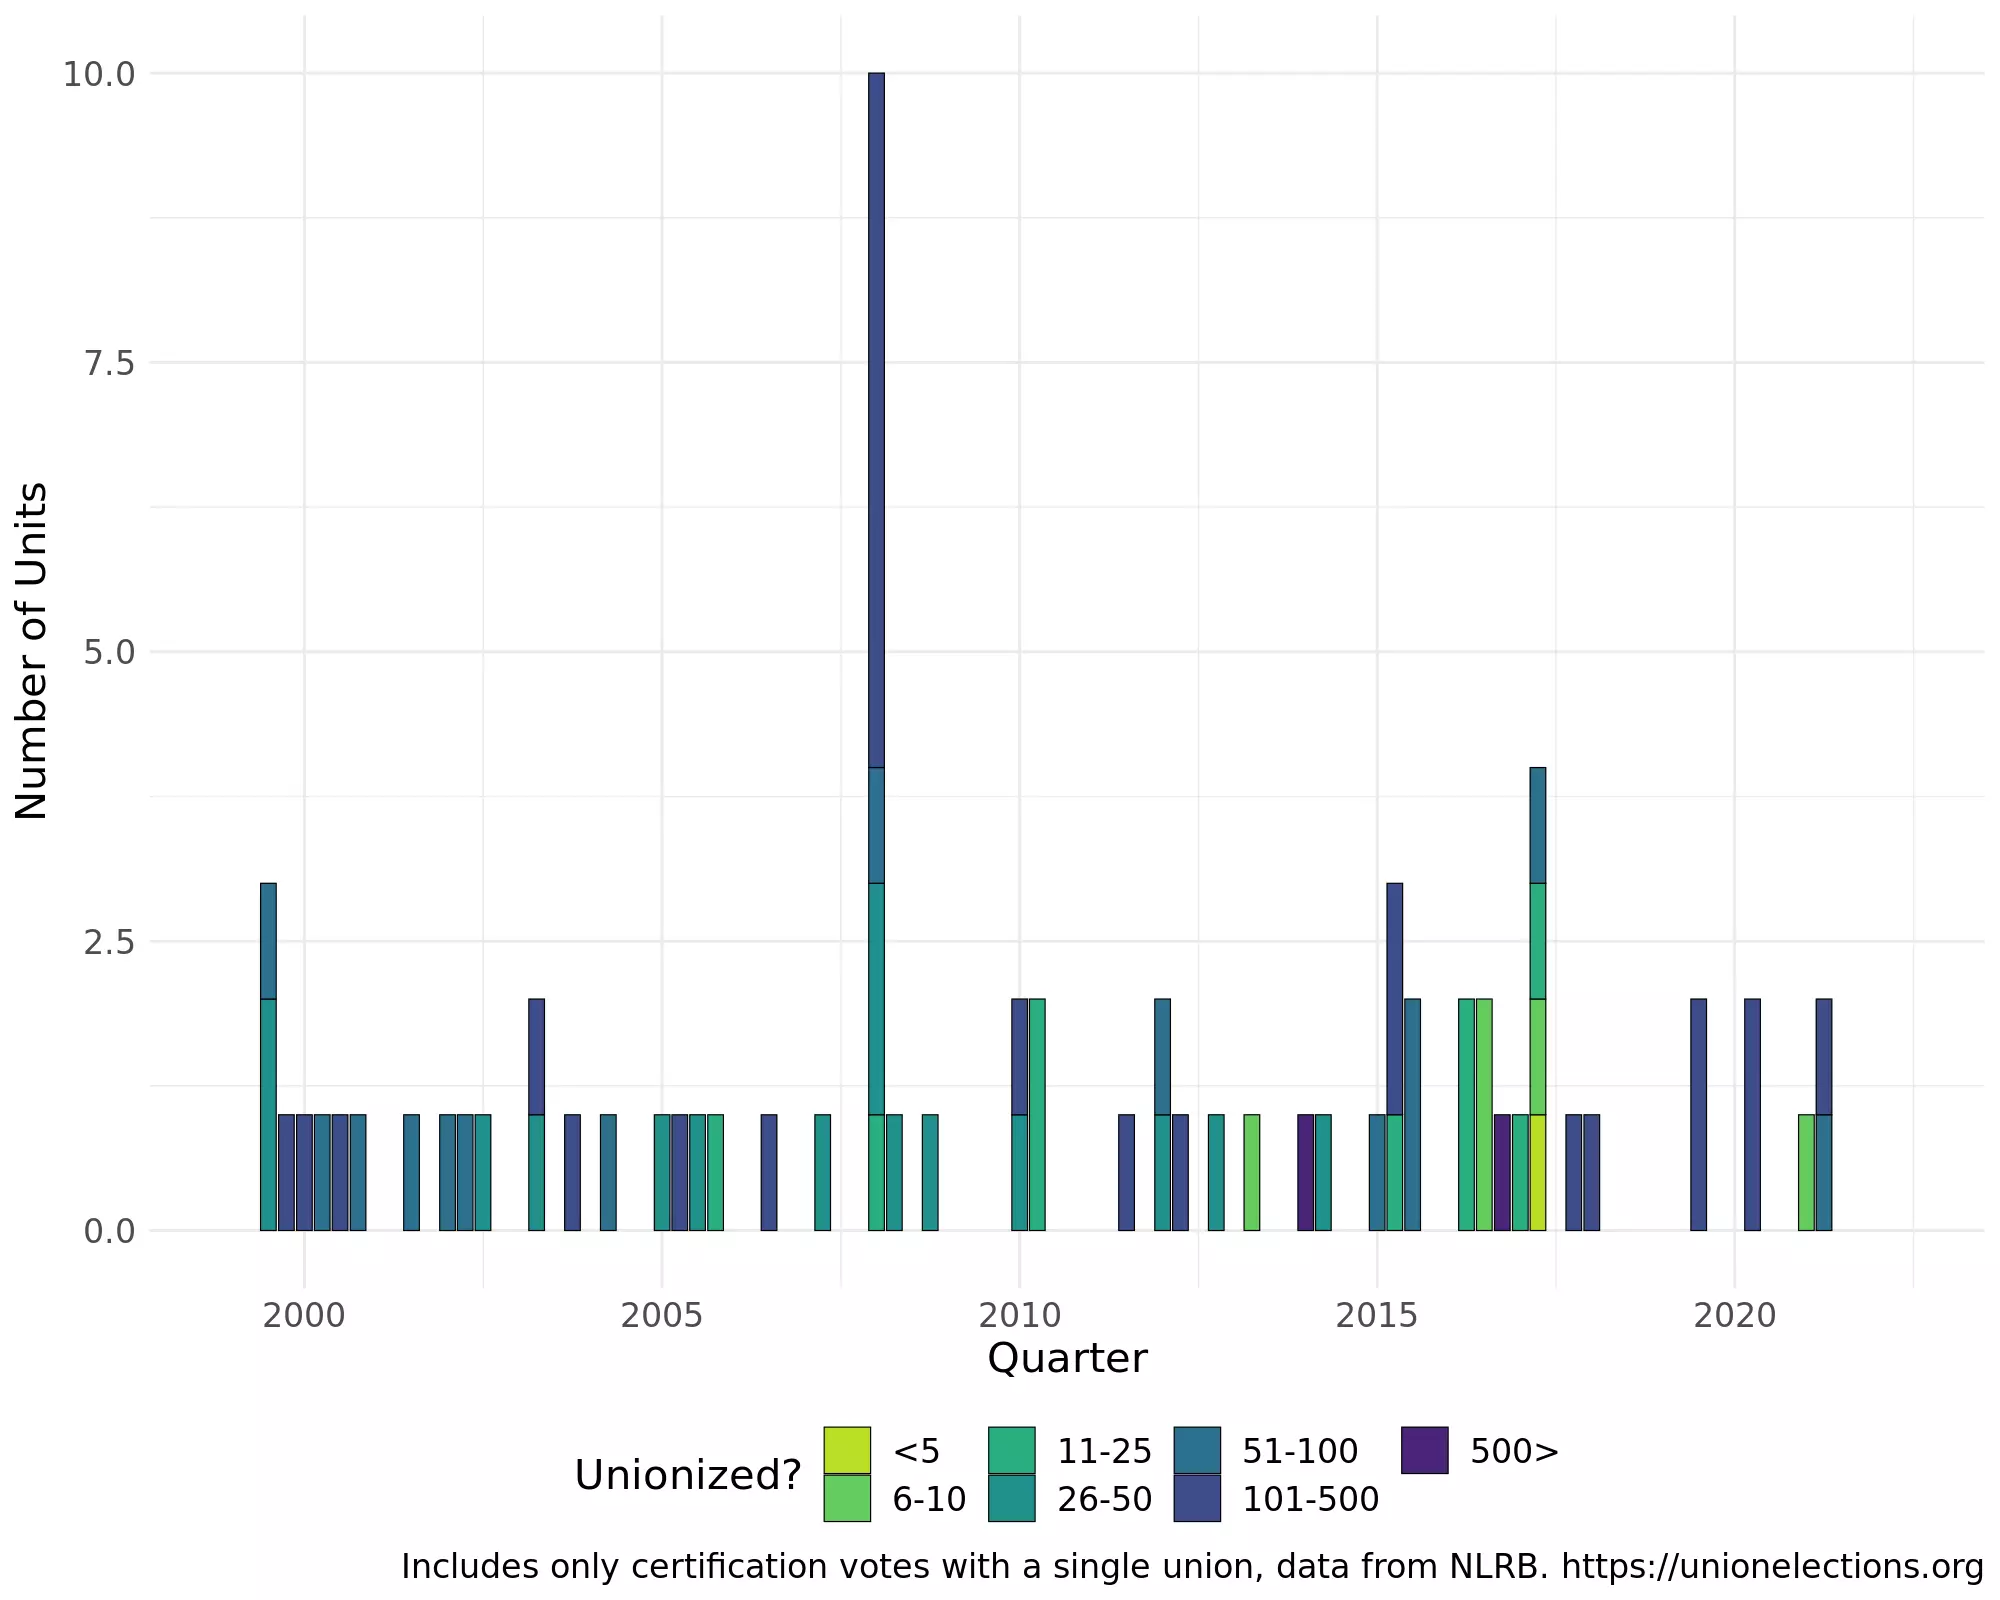 10.0
7.5
5.0
2.5
0.0
Number of Units
2000 2005 2010 2015 2020
Quarter
Unionized?
<5 11-25 51-100 500>
6-10 26-50 101-500
Includes only certification votes with a single union, data from NLRB. https://unionelections.org